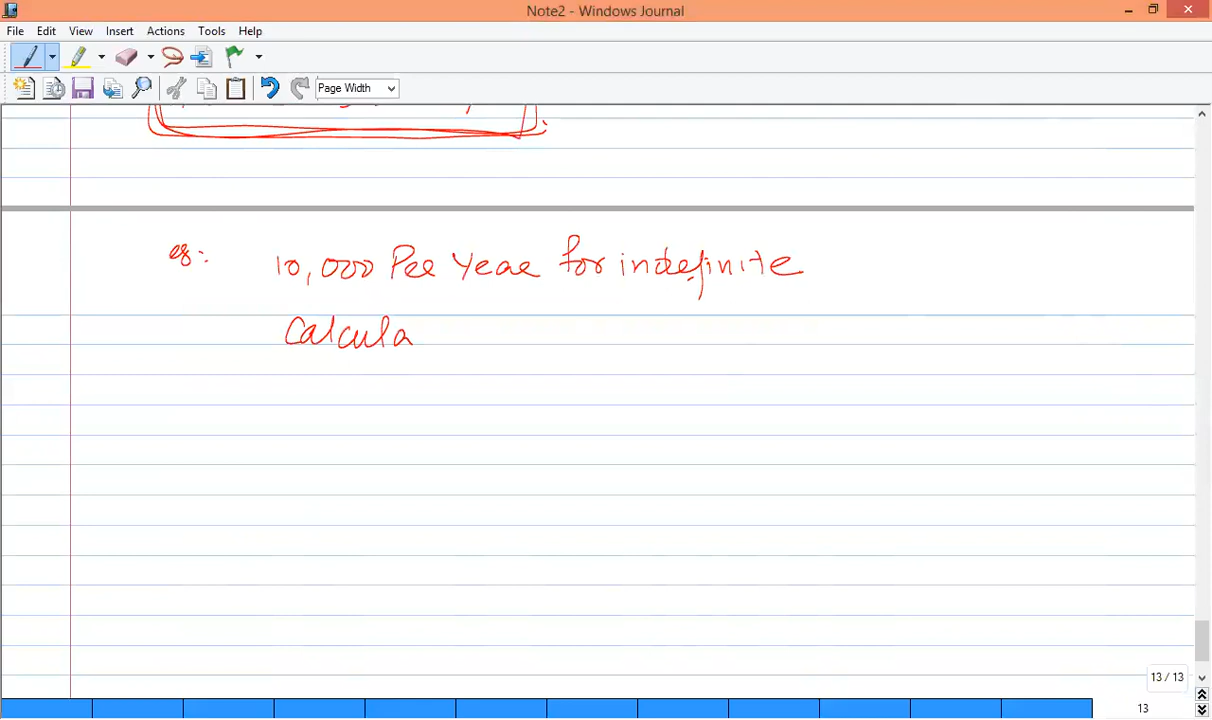 Note2 - Windows Journal
File Edit View Insert Actions Tools Help
Page Width
eg:
10,000 Per Year for indefinite
Calcula
13 / 13
13